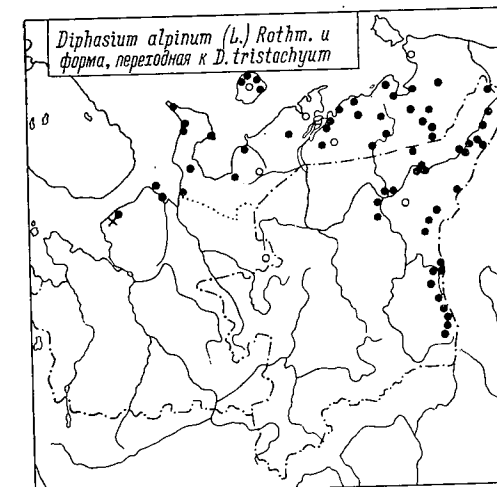 Diphasium alpinum (L.) Rothm. и
форма, переходная к D. tristachyum